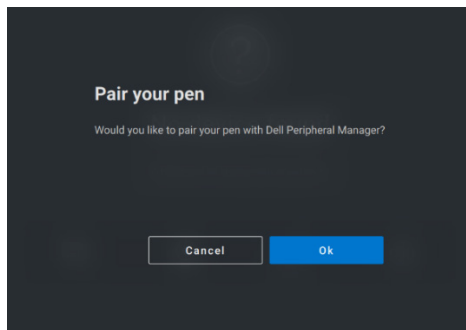 Pair your pen
Would you like to pair your pen with Dell Peripheral Manager?
Cancel
Ok